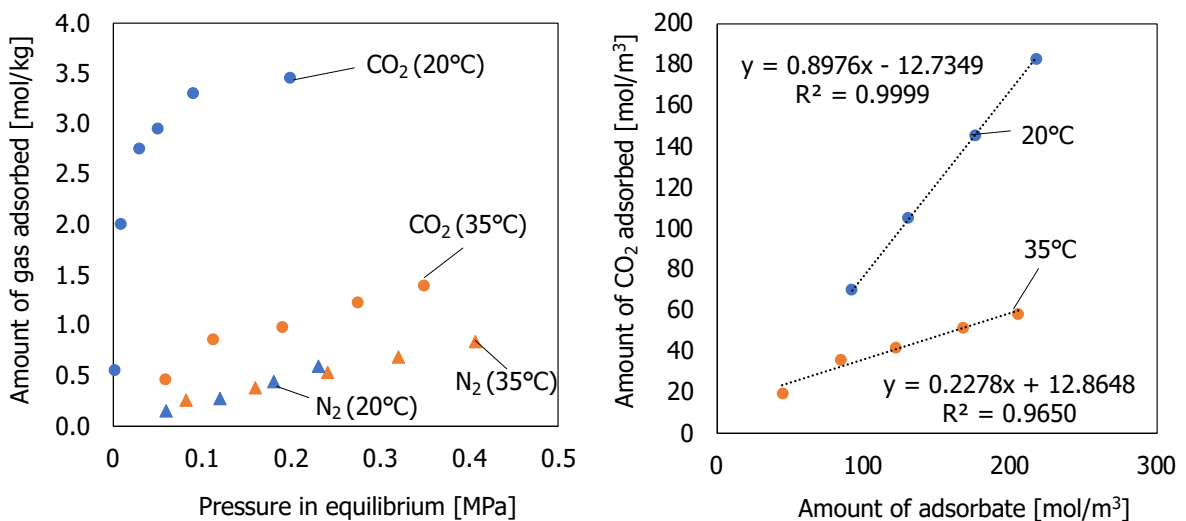 Amount of gas adsorbed [mol/kg]
4.0
3.5
3.0
2.5
2.0
1.5
1.0
0.5
0.0
CO₂ (20°C)
CO₂ (35°C)
N₂ (20°C)
N₂ (35°C)
0 0.1 0.2 0.3 0.4 0.5
Pressure in equilibrium [MPa]
Amount of CO₂ adsorbed [mol/m³]
200
180
160
140
120
100
80
60
40
20
0
y = 0.8976x - 12.7349
R² = 0.9999
20°C
35°C
y = 0.2278x + 12.8648
R² = 0.9650
0 100 200 300
Amount of adsorbate [mol/m³]